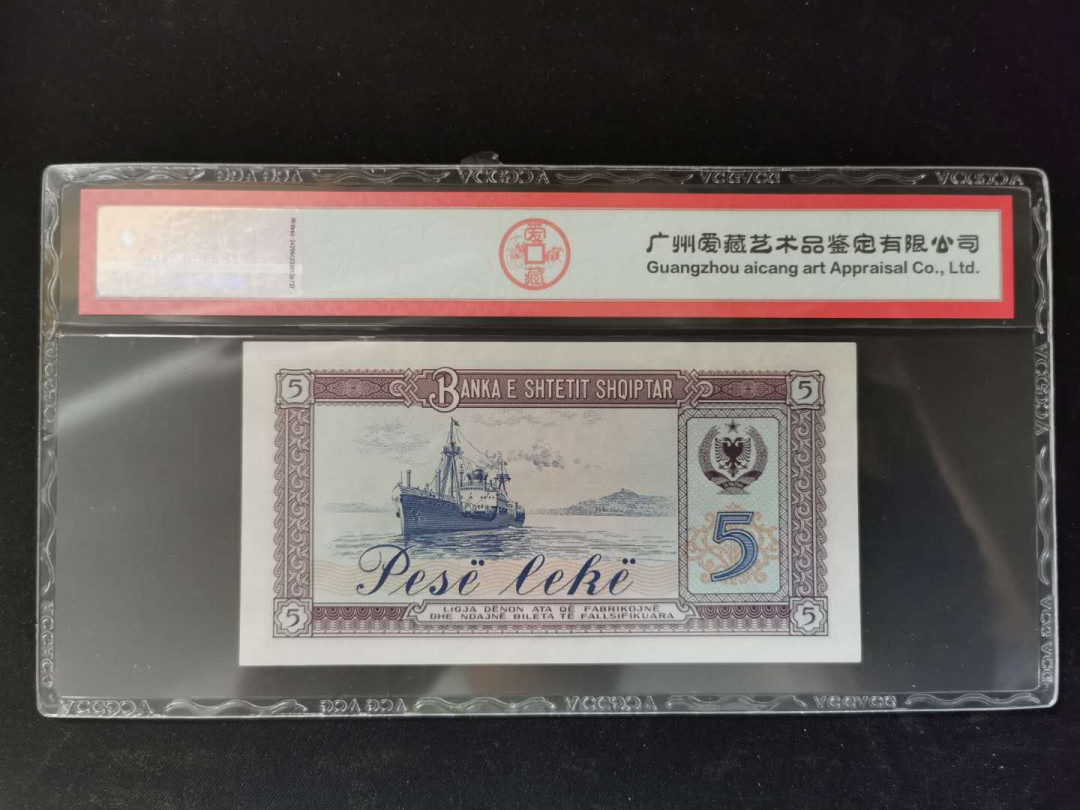 爱
藏
广州爱藏艺术品鉴定有限公司
Guangzhou aicang art Appraisal Co., Ltd.
5
BANKA E SHTETIT SHQIPTAR
5
5
Pesë lekë
5
LIGJA DËNON ATA QË FABRIKOJNË
DHE NDAJNË BILETA TË FALLSIFIKUARA
5